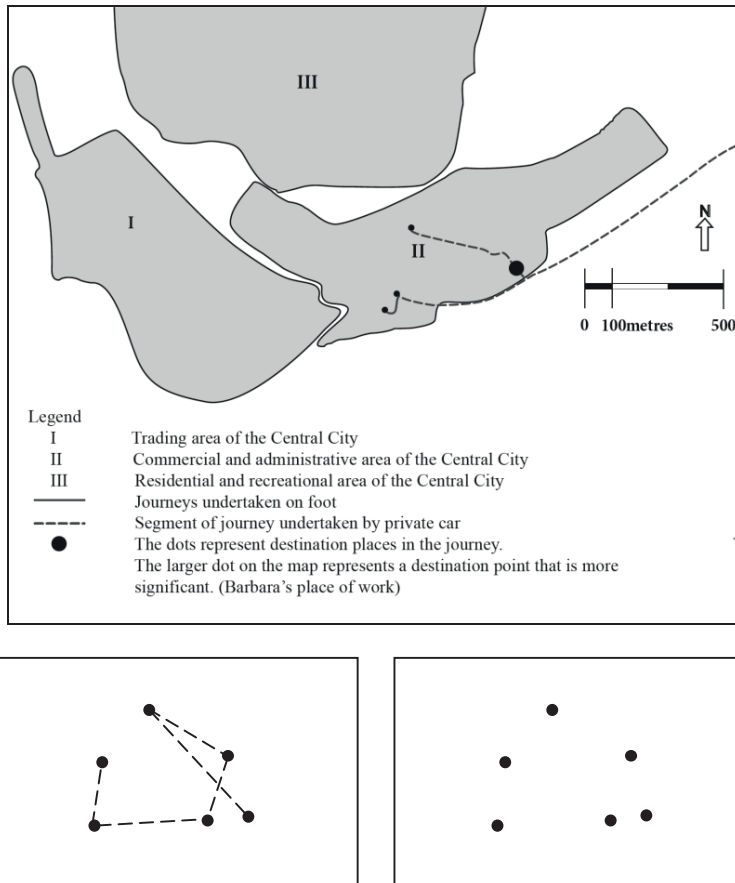 III
I
II
N
0 100metres 500
Legend
I Trading area of the Central City
II Commercial and administrative area of the Central City
III Residential and recreational area of the Central City
Journeys undertaken on foot
Segment of journey undertaken by private car
The dots represent destination places in the journey.
The larger dot on the map represents a destination point that is more
significant. (Barbara’s place of work)